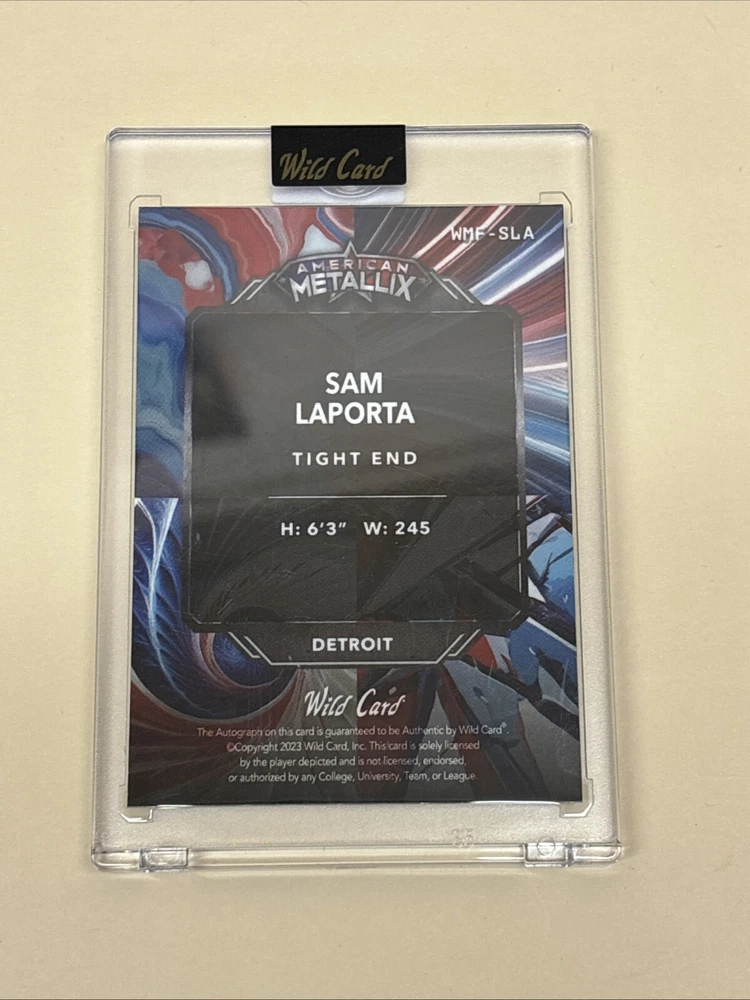 Wild Card
WMF-SLA
AMERICAN
METALLIX
SAM
LAPORTA
TIGHT END
H: 6'3" W: 245
DETROIT
Wild Card
The Autograph on this card is guaranteed to be Authentic by Wild Card®.
©Copyright 2023 Wild Card, Inc. This card is solely licensed
by the player depicted and is not licensed, endorsed,
or authorized by any College, University, Team, or League.